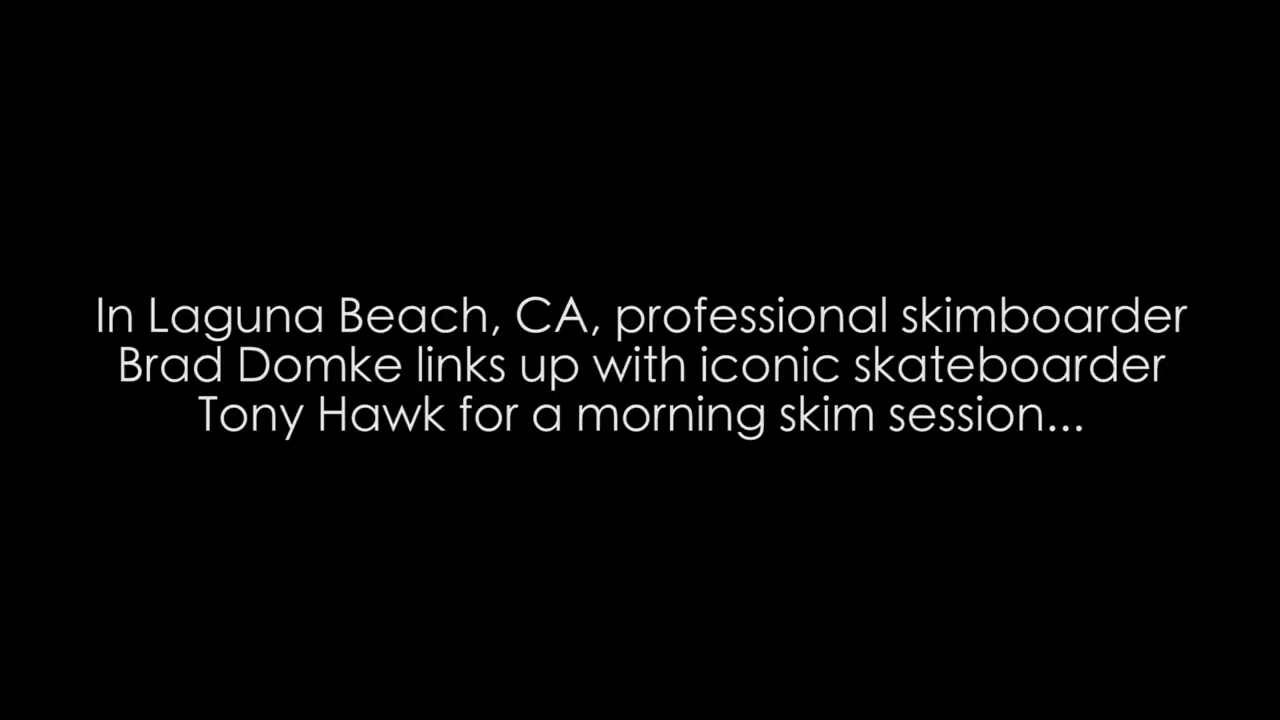 In Laguna Beach, CA, professional skimboarder
Brad Domke links up with iconic skateboarder
Tony Hawk for a morning skim session...